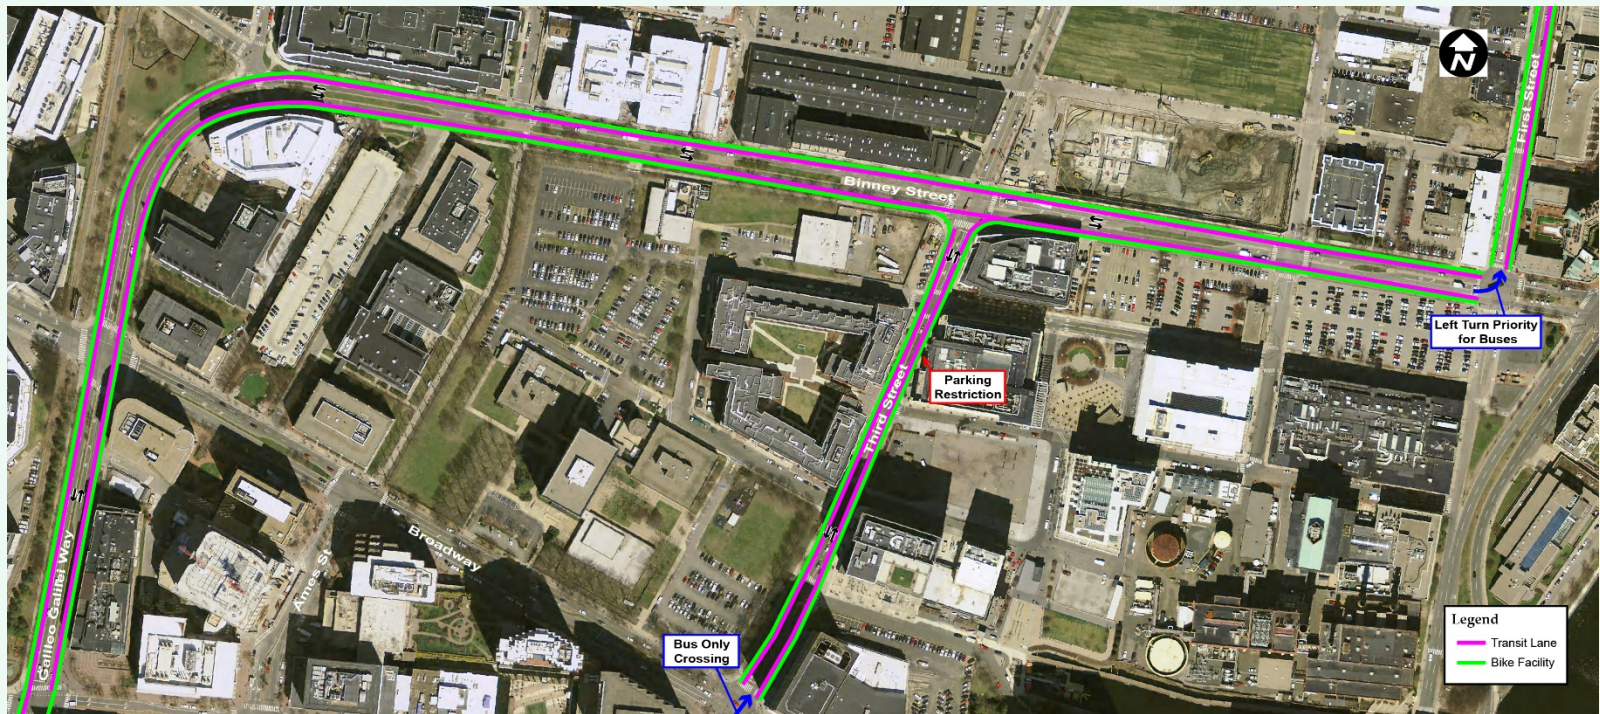 N
First Street
Binney Street
Left Turn Priority
for Buses
Parking
Restriction
Third Street
Broadway
Ames St
Galileo Galilei Way
Bus Only
Crossing
Legend
Transit Lane
Bike Facility